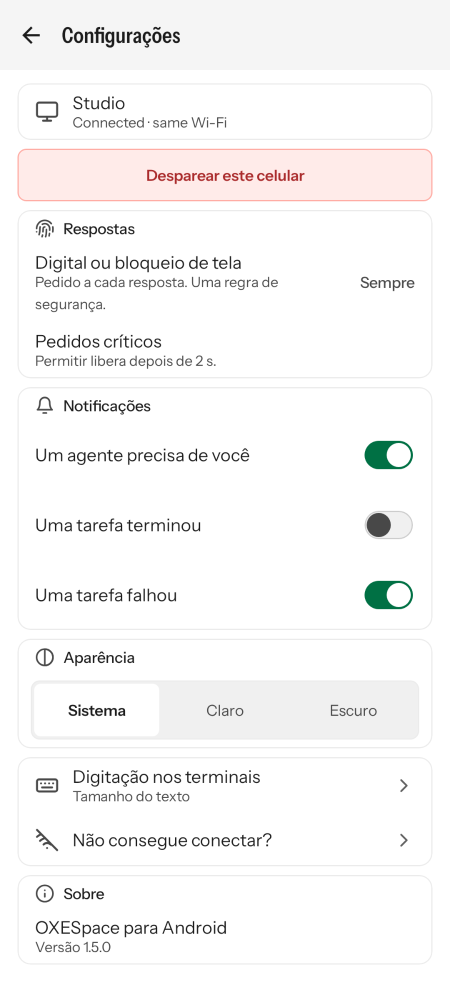 Configurações
Studio
Connected · same Wi-Fi
Desparear este celular
Respostas
Digital ou bloqueio de tela
Pedido a cada resposta. Uma regra de
segurança.
Sempre
Pedidos críticos
Permitir libera depois de 2 s.
Notificações
Um agente precisa de você
Uma tarefa terminou
Uma tarefa falhou
Aparência
Sistema
Claro
Escuro
Digitação nos terminais
Tamanho do texto
Não consegue conectar?
Sobre
OXESpace para Android
Versão 1.5.0